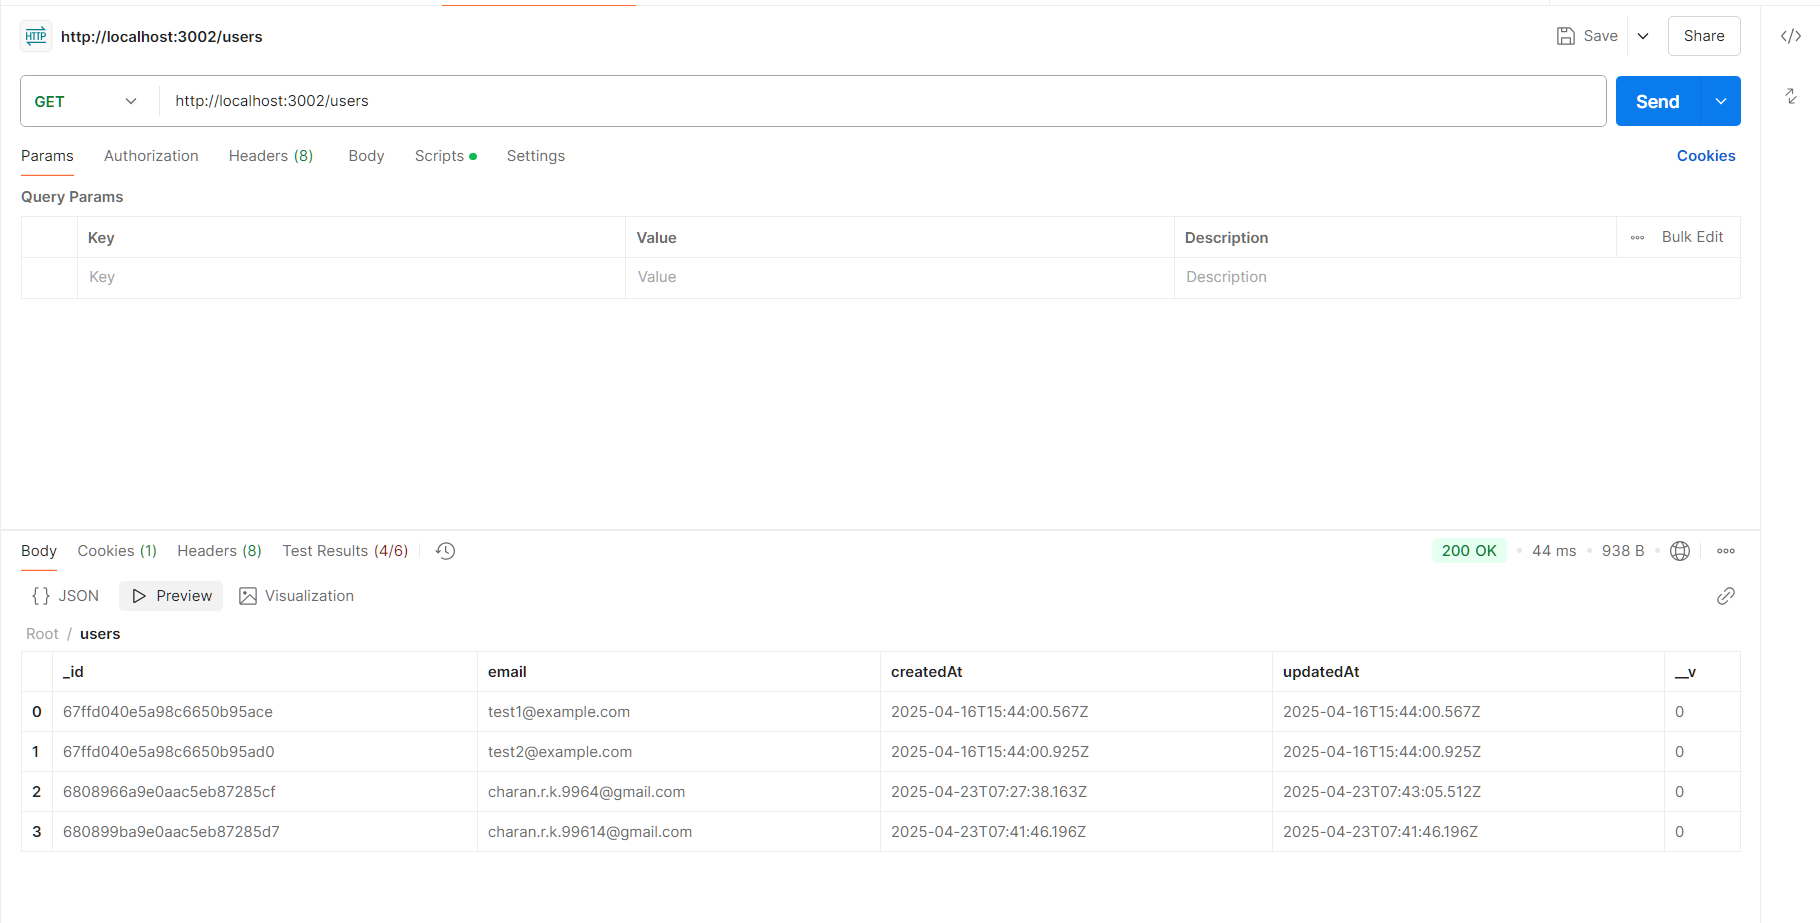 HTTP http://localhost:3002/users Save Share
GET http://localhost:3002/users Send
Params Authorization Headers (8) Body Scripts Settings Cookies
Query Params
Key Value Description Bulk Edit
Key Value Description
Body Cookies (1) Headers (8) Test Results (4/6) 200 OK 44 ms 938 B
{} JSON Preview Visualization
Root / users
_id email createdAt updatedAt __v
0 67ffd040e5a98c6650b95ace test1@example.com 2025-04-16T15:44:00.567Z 2025-04-16T15:44:00.567Z 0
1 67ffd040e5a98c6650b95ad0 test2@example.com 2025-04-16T15:44:00.925Z 2025-04-16T15:44:00.925Z 0
2 6808966a9e0aac5eb87285cf charan.r.k.9964@gmail.com 2025-04-23T07:27:38.163Z 2025-04-23T07:43:05.512Z 0
3 680899ba9e0aac5eb87285d7 charan.r.k.99614@gmail.com 2025-04-23T07:41:46.196Z 2025-04-23T07:41:46.196Z 0